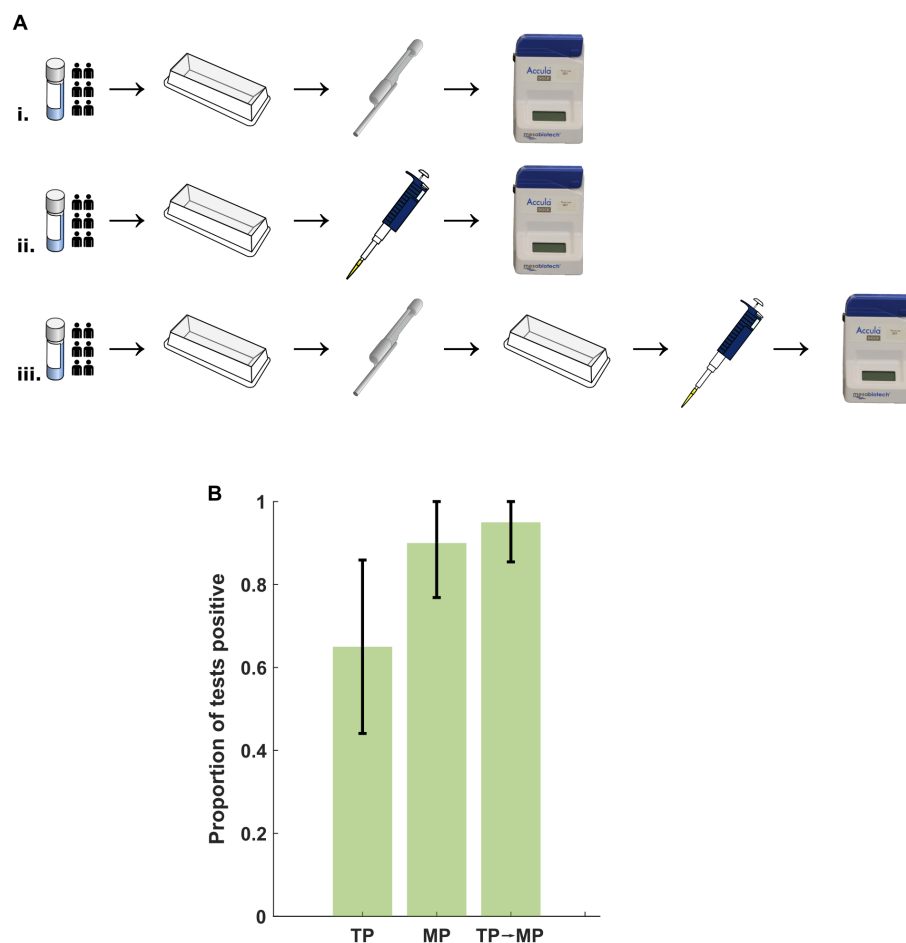 A
i.
Accula
mesabiotech
ii.
Accula
mesabiotech
iii.
Accula
mesabiotech
B
Proportion of tests positive
1
0.8
0.6
0.4
0.2
0
TP MP TP→MP